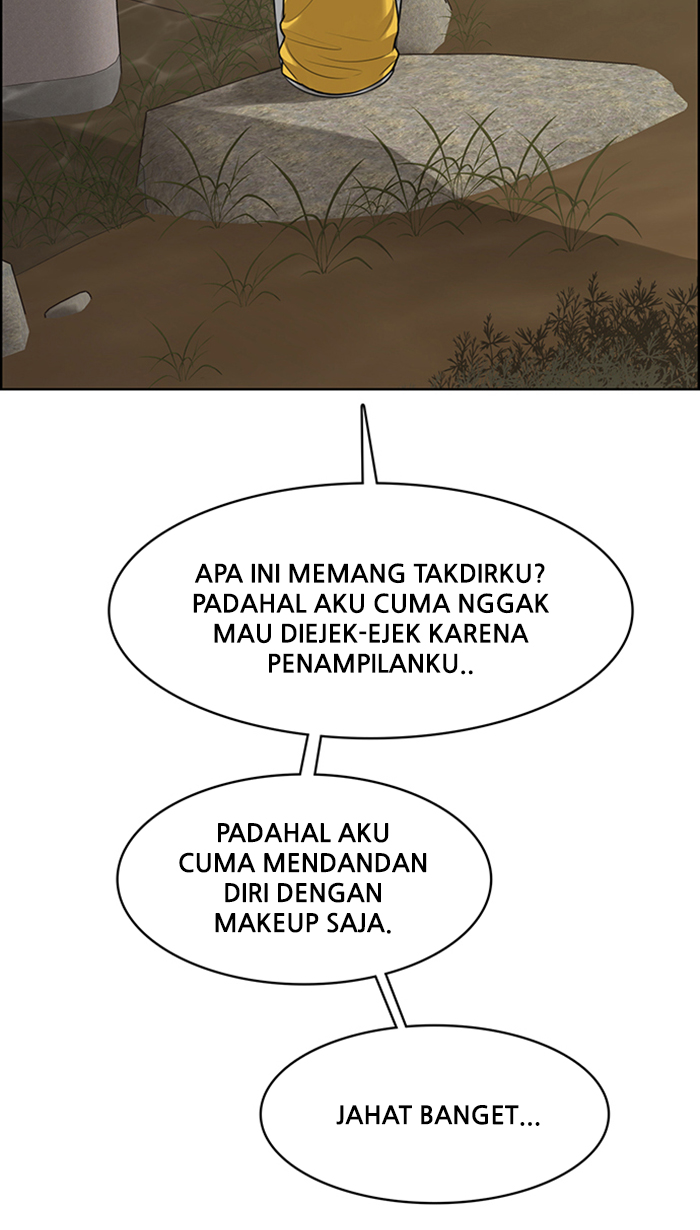 APA INI MEMANG TAKDIRKU?
PADAHAL AKU CUMA NGGAK
MAU DIEJEK-EJEK KARENA
PENAMPILANKU..
PADAHAL AKU
CUMA MENDANDAN
DIRI DENGAN
MAKEUP SAJA.
JAHAT BANGET...